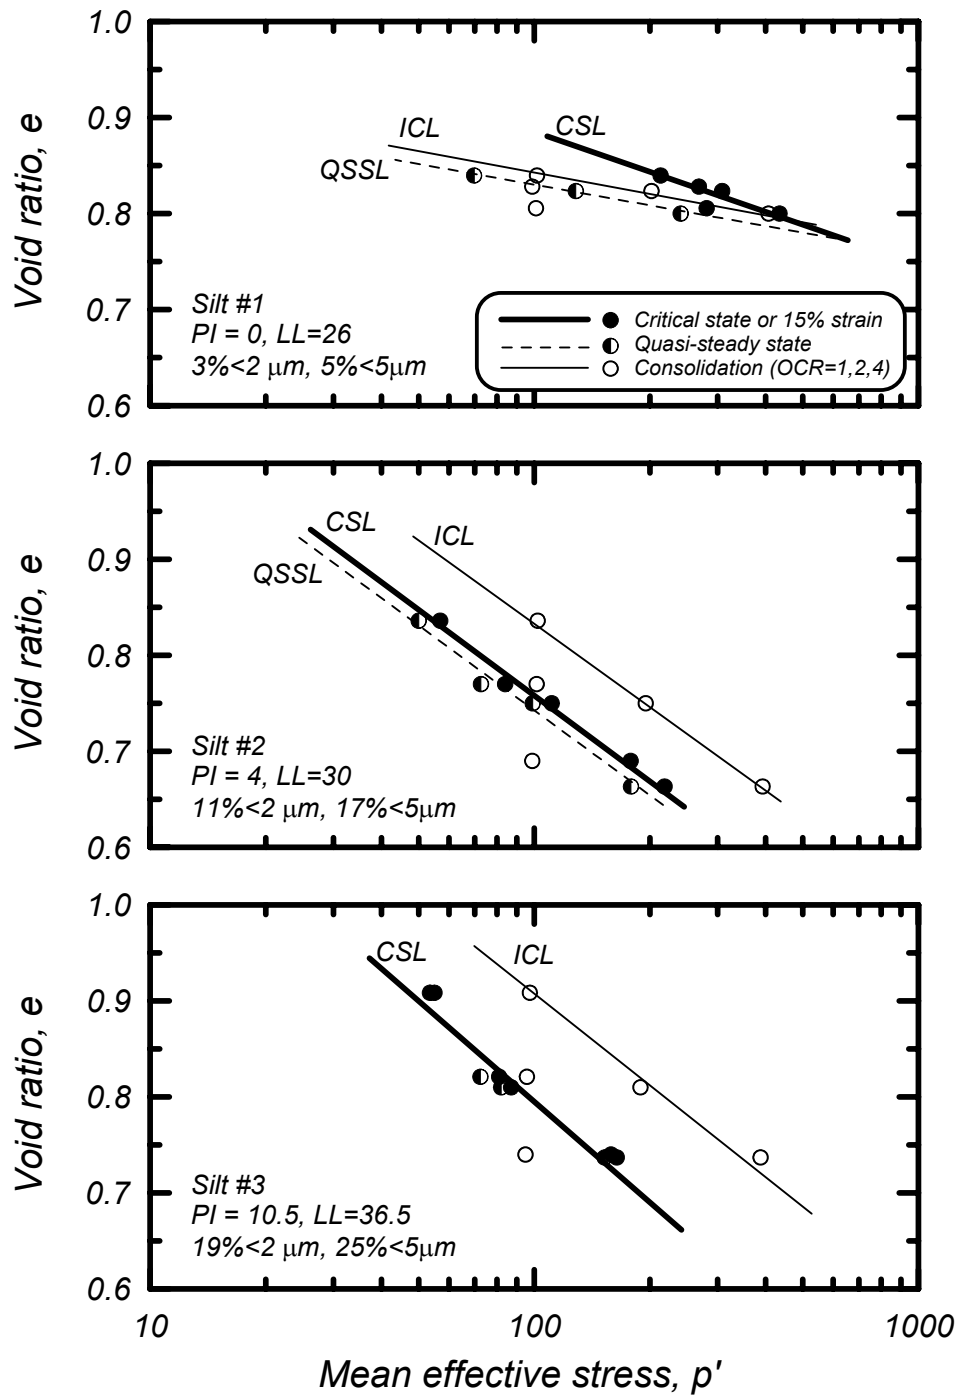 1.0
0.9
0.8
0.7
0.6
Void ratio, e
ICL
CSL
QSSL
Silt #1
PI = 0, LL=26
3%<2 μm, 5%<5μm
Critical state or 15% strain
Quasi-steady state
Consolidation (OCR=1,2,4)
1.0
0.9
0.8
0.7
0.6
Void ratio, e
CSL
ICL
QSSL
Silt #2
PI = 4, LL=30
11%<2 μm, 17%<5μm
1.0
0.9
0.8
0.7
0.6
Void ratio, e
CSL
ICL
Silt #3
PI = 10.5, LL=36.5
19%<2 μm, 25%<5μm
10
100
1000
Mean effective stress, p'